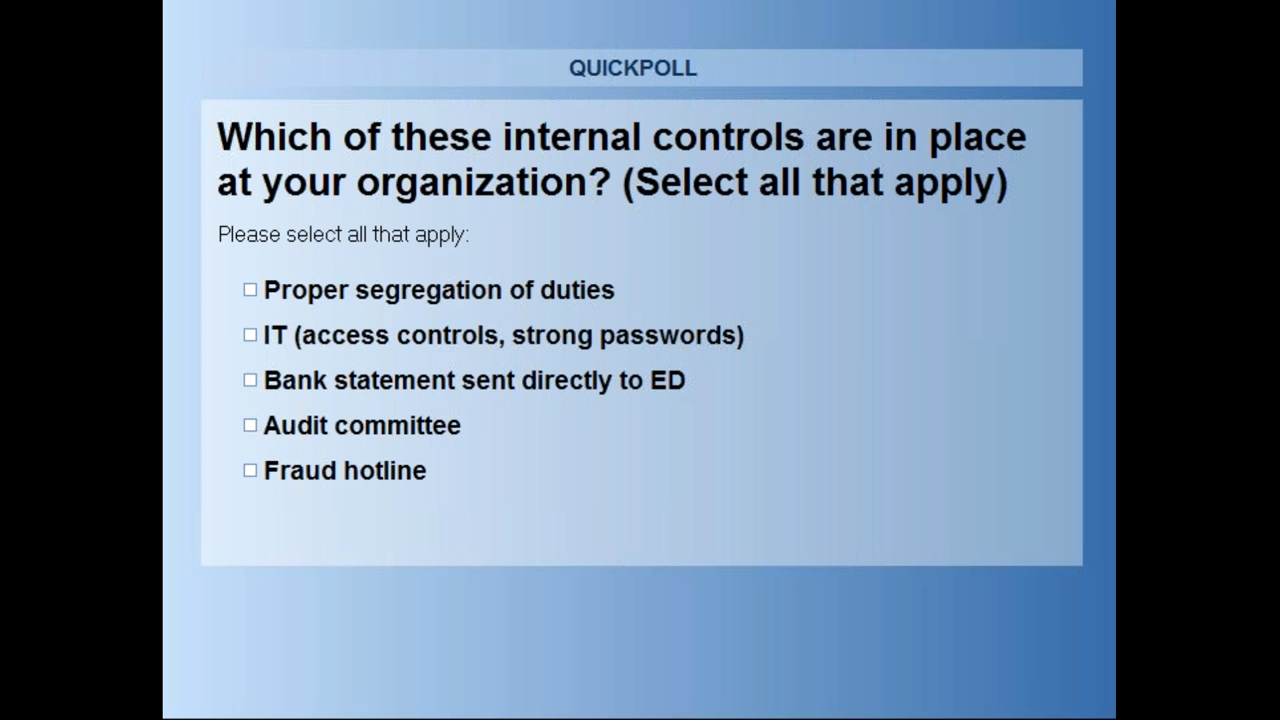 QUICKPOLL
Which of these internal controls are in place
at your organization? (Select all that apply)
Please select all that apply:
Proper segregation of duties
IT (access controls, strong passwords)
Bank statement sent directly to ED
Audit committee
Fraud hotline